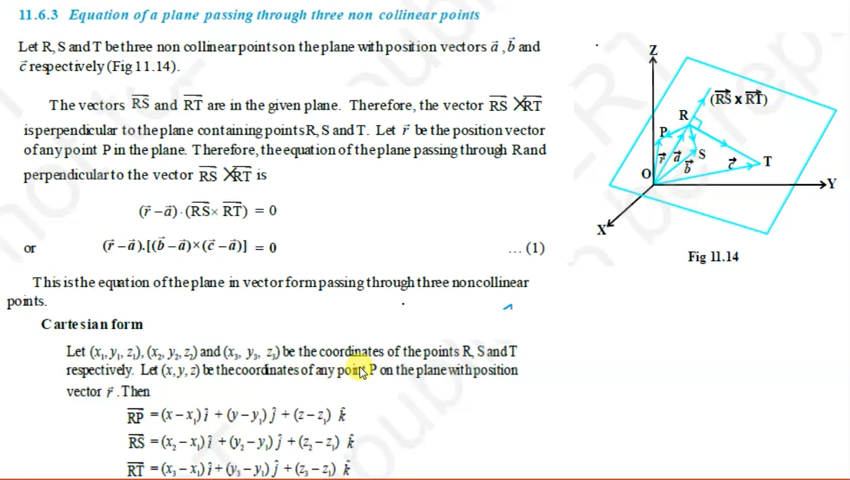 11.6.3 Equation of a plane passing through three non collinear points
Let R, S and T be three non collinear points on the plane with position vectors a⃗, b⃗ and
c⃗ respectively (Fig 11.14).
The vectors RS⃗ and RT⃗ are in the given plane. Therefore, the vector RS⃗ × RT⃗
is perpendicular to the plane containing points R, S and T. Let r⃗ be the position vector
of any point P in the plane. Therefore, the equation of the plane passing through R and
perpendicular to the vector RS⃗ × RT⃗ is
(r⃗ – a⃗) · (RS⃗ × RT⃗) = 0
or (r⃗ – a⃗).[(b⃗ – a⃗)×(c⃗ – a⃗)] = 0 ... (1)
This is the equation of the plane in vector form passing through three noncollinear
points.
Cartesian form
Let (x₁, y₁, z₁), (x₂, y₂, z₂) and (x₃, y₃, z₃) be the coordinates of the points R, S and T
respectively. Let (x, y, z) be the coordinates of any point P on the plane with position
vector r⃗. Then
RP⃗ = (x – x₁) î + (y – y₁) ĵ + (z – z₁) k̂
RS⃗ = (x₂ – x₁) î + (y₂ – y₁) ĵ + (z₂ – z₁) k̂
RT⃗ = (x₃ – x₁) î + (y₃ – y₁) ĵ + (z₃ – z₁) k̂
Z
(RS⃗ x RT⃗)
R
P
S
T
r⃗
a⃗
b⃗
c⃗
O
Y
X
Fig 11.14